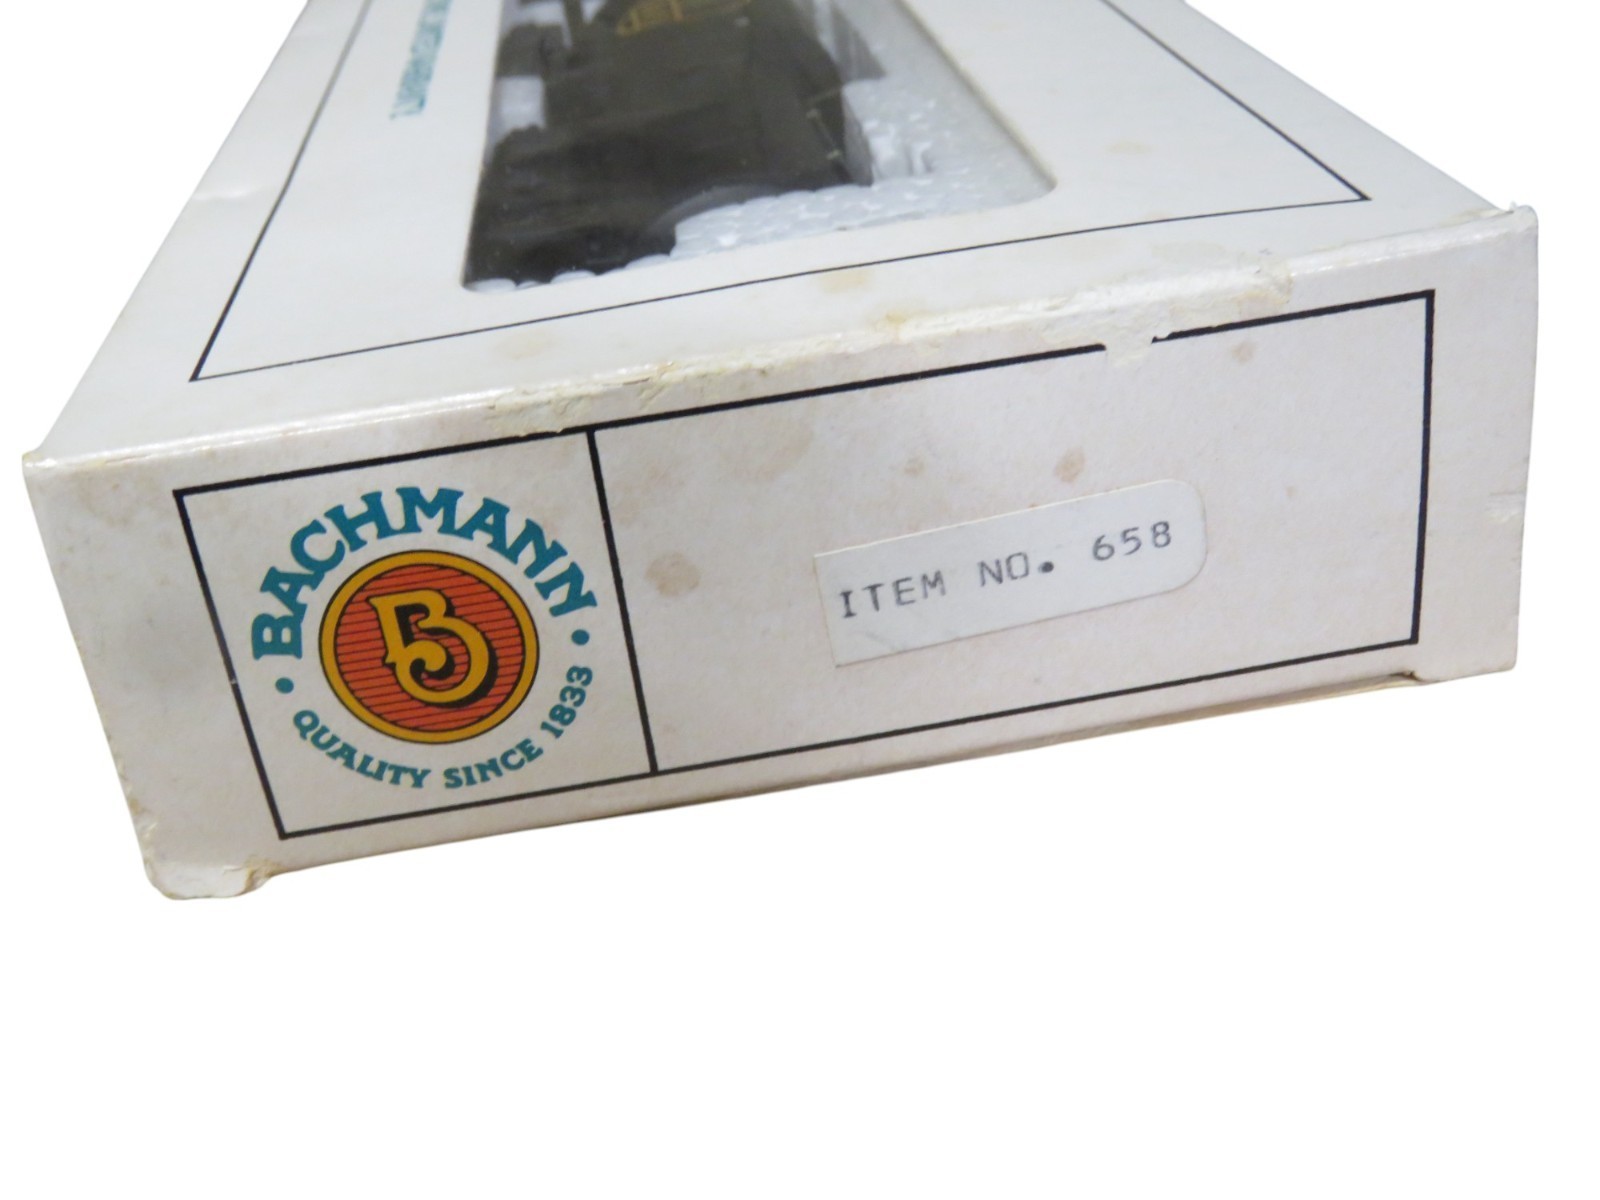 BACHMANN
QUALITY SINCE 1833
B
ITEM NO. 658